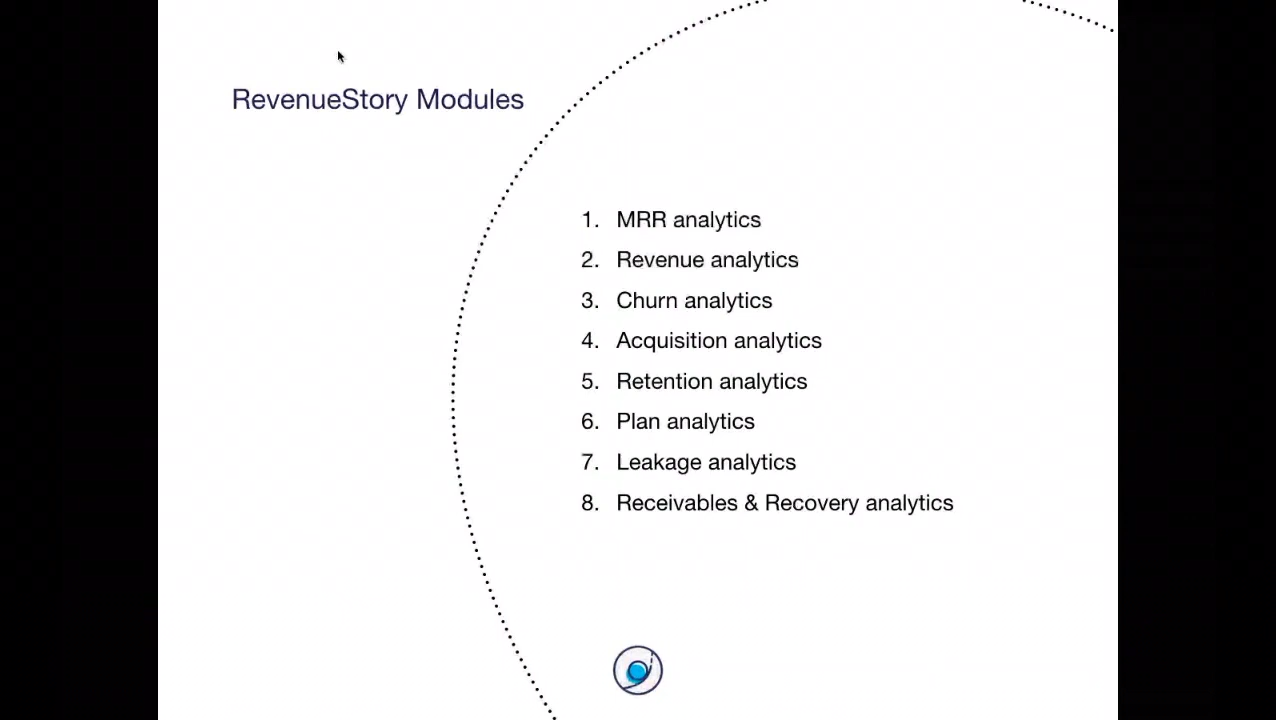 RevenueStory Modules
1. MRR analytics
2. Revenue analytics
3. Churn analytics
4. Acquisition analytics
5. Retention analytics
6. Plan analytics
7. Leakage analytics
8. Receivables & Recovery analytics